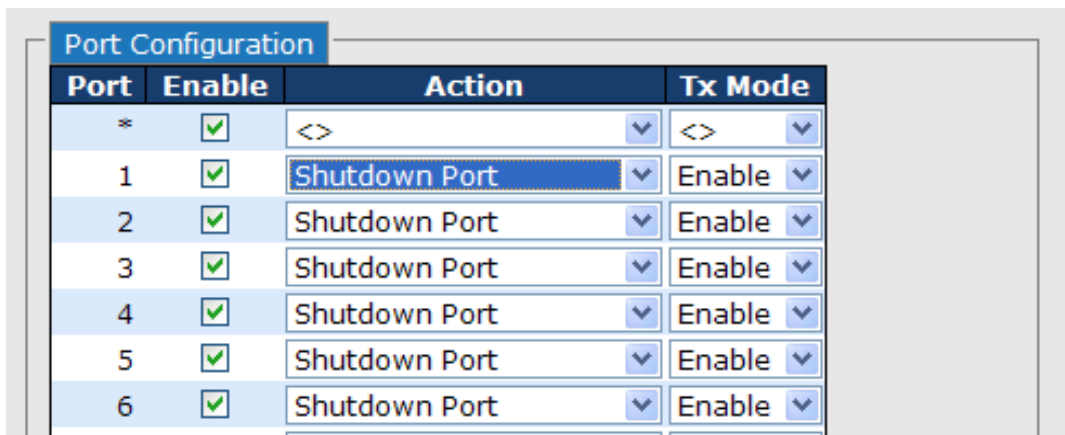 Port Configuration
Port Enable Action Tx Mode
* <> <>
1 Shutdown Port Enable
2 Shutdown Port Enable
3 Shutdown Port Enable
4 Shutdown Port Enable
5 Shutdown Port Enable
6 Shutdown Port Enable